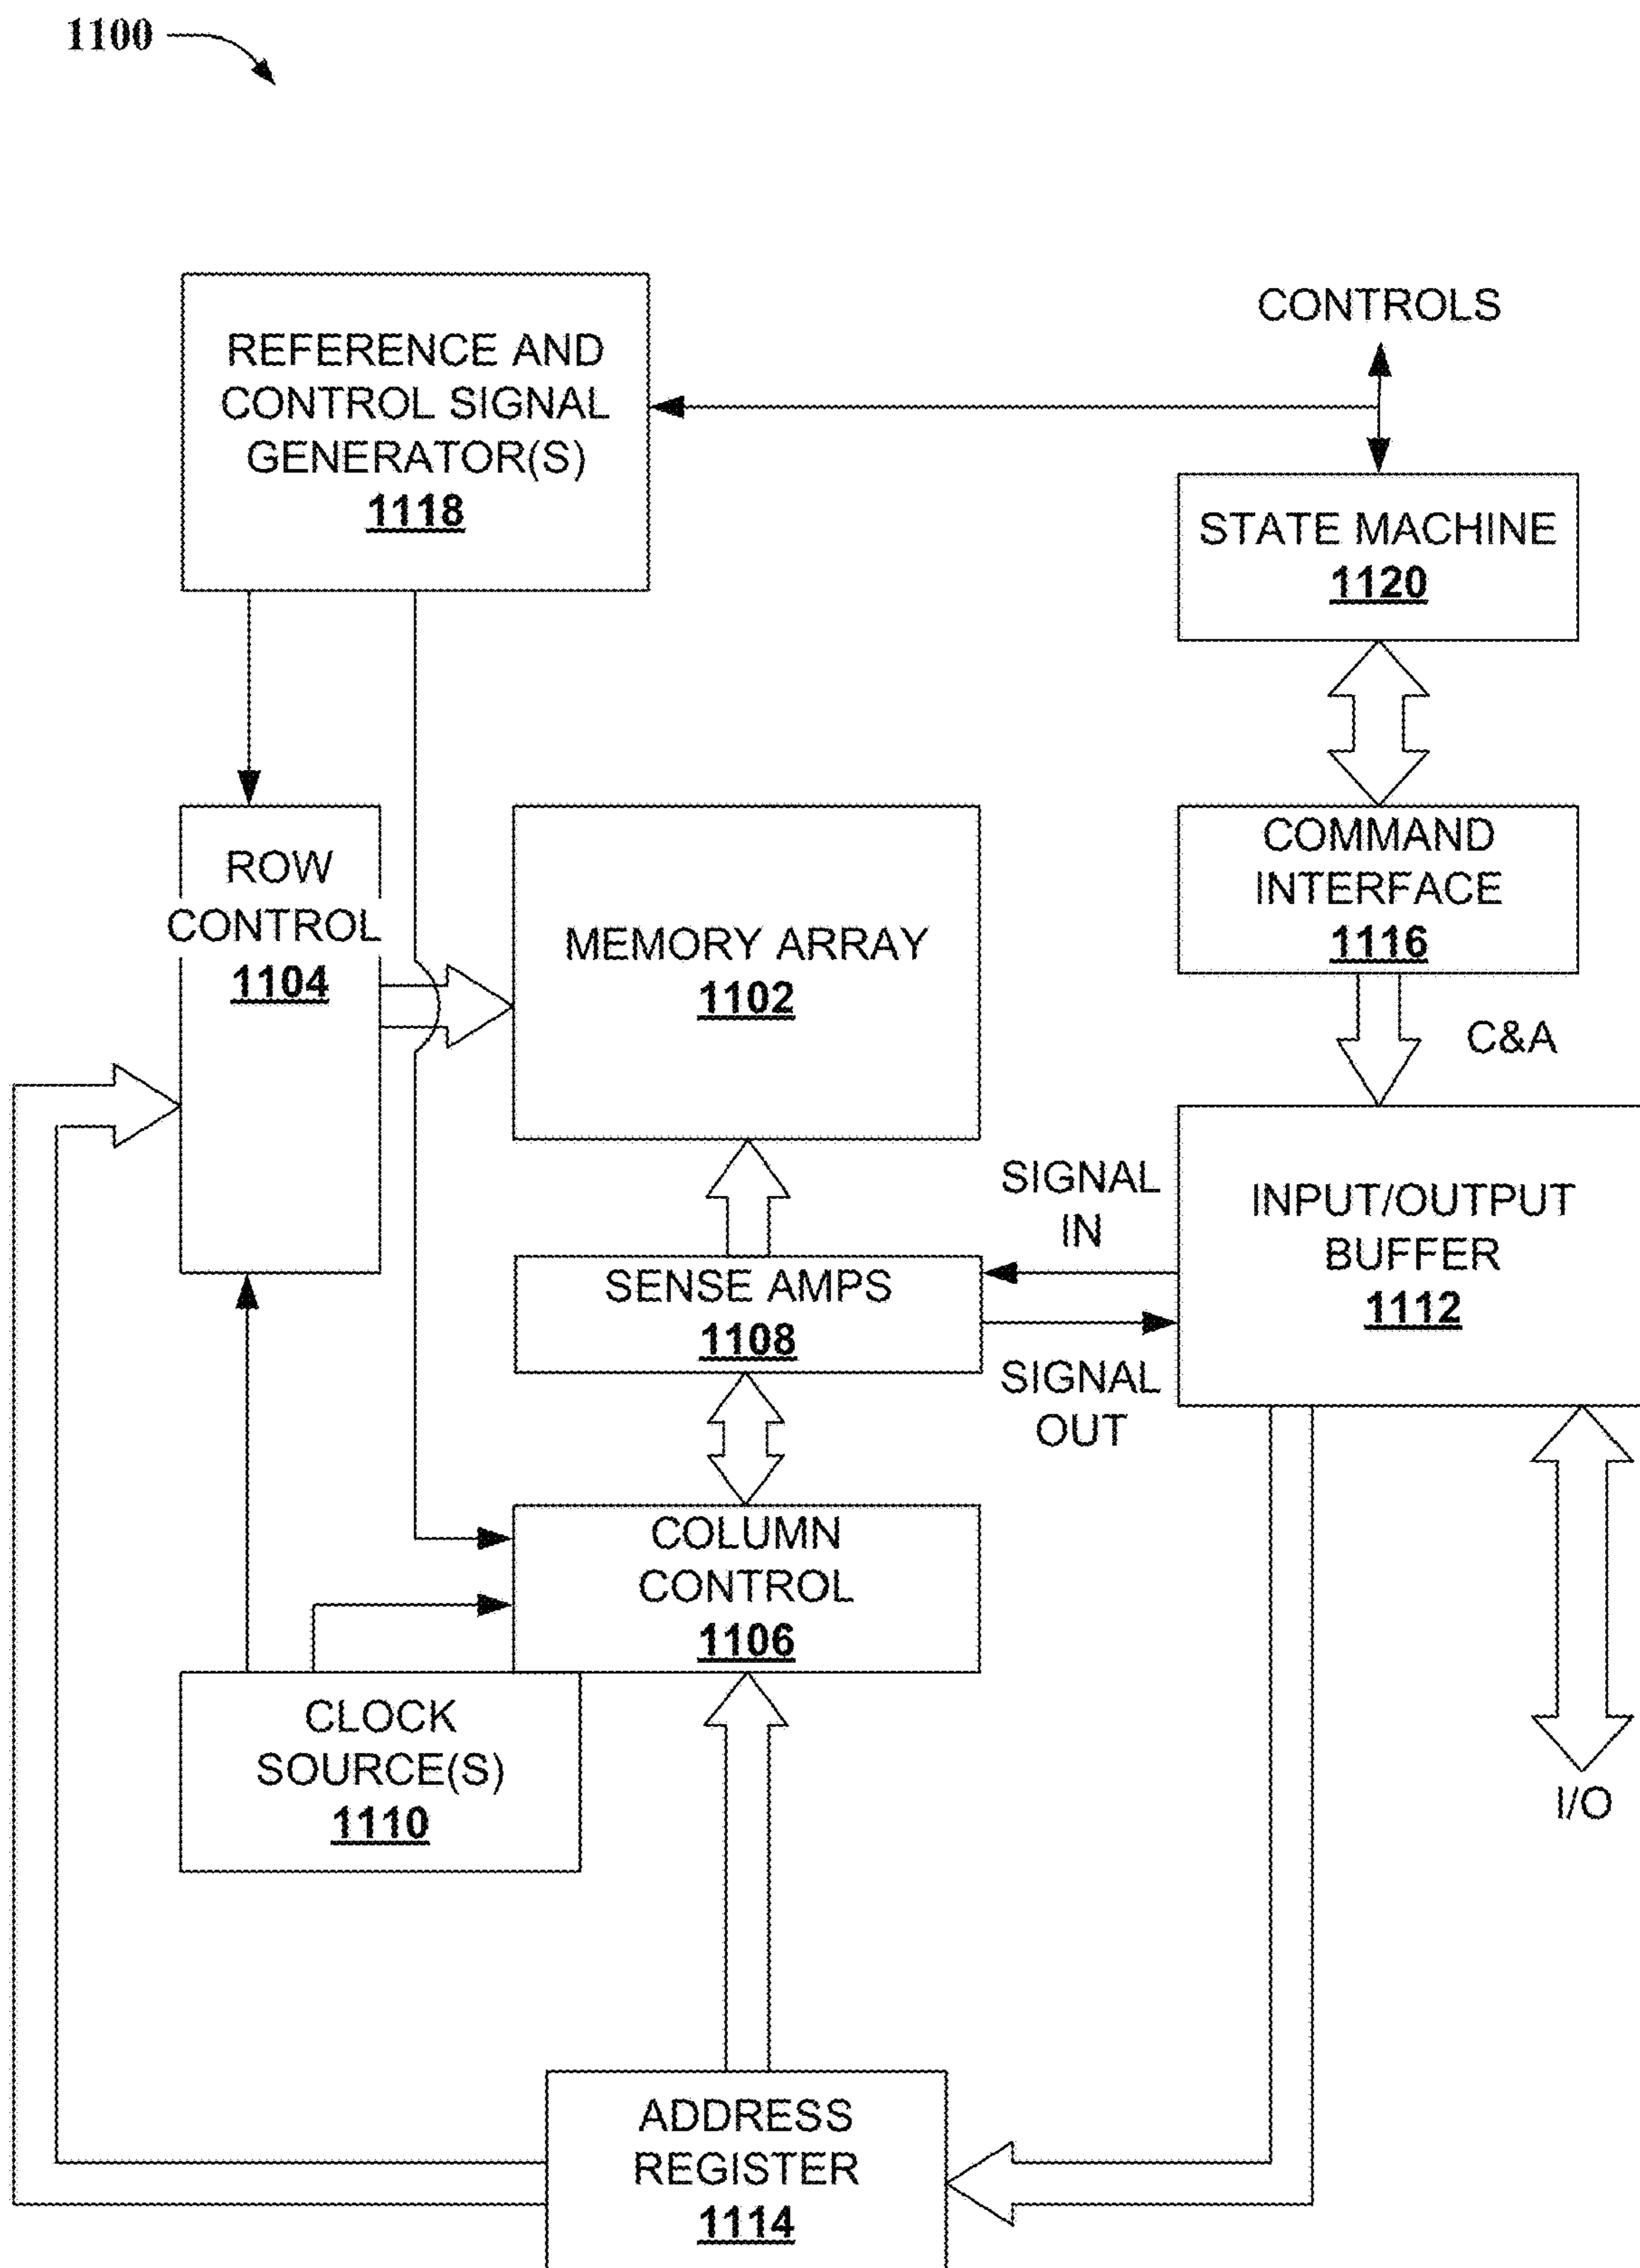 1100
REFERENCE AND
CONTROL SIGNAL
GENERATOR(S)
1118
CONTROLS
STATE MACHINE
1120
ROW
CONTROL
1104
MEMORY ARRAY
1102
COMMAND
INTERFACE
1116
C&A
SIGNAL
IN
INPUT/OUTPUT
BUFFER
1112
SENSE AMPS
1108
SIGNAL
OUT
COLUMN
CONTROL
1106
CLOCK
SOURCE(S)
1110
I/O
ADDRESS
REGISTER
1114